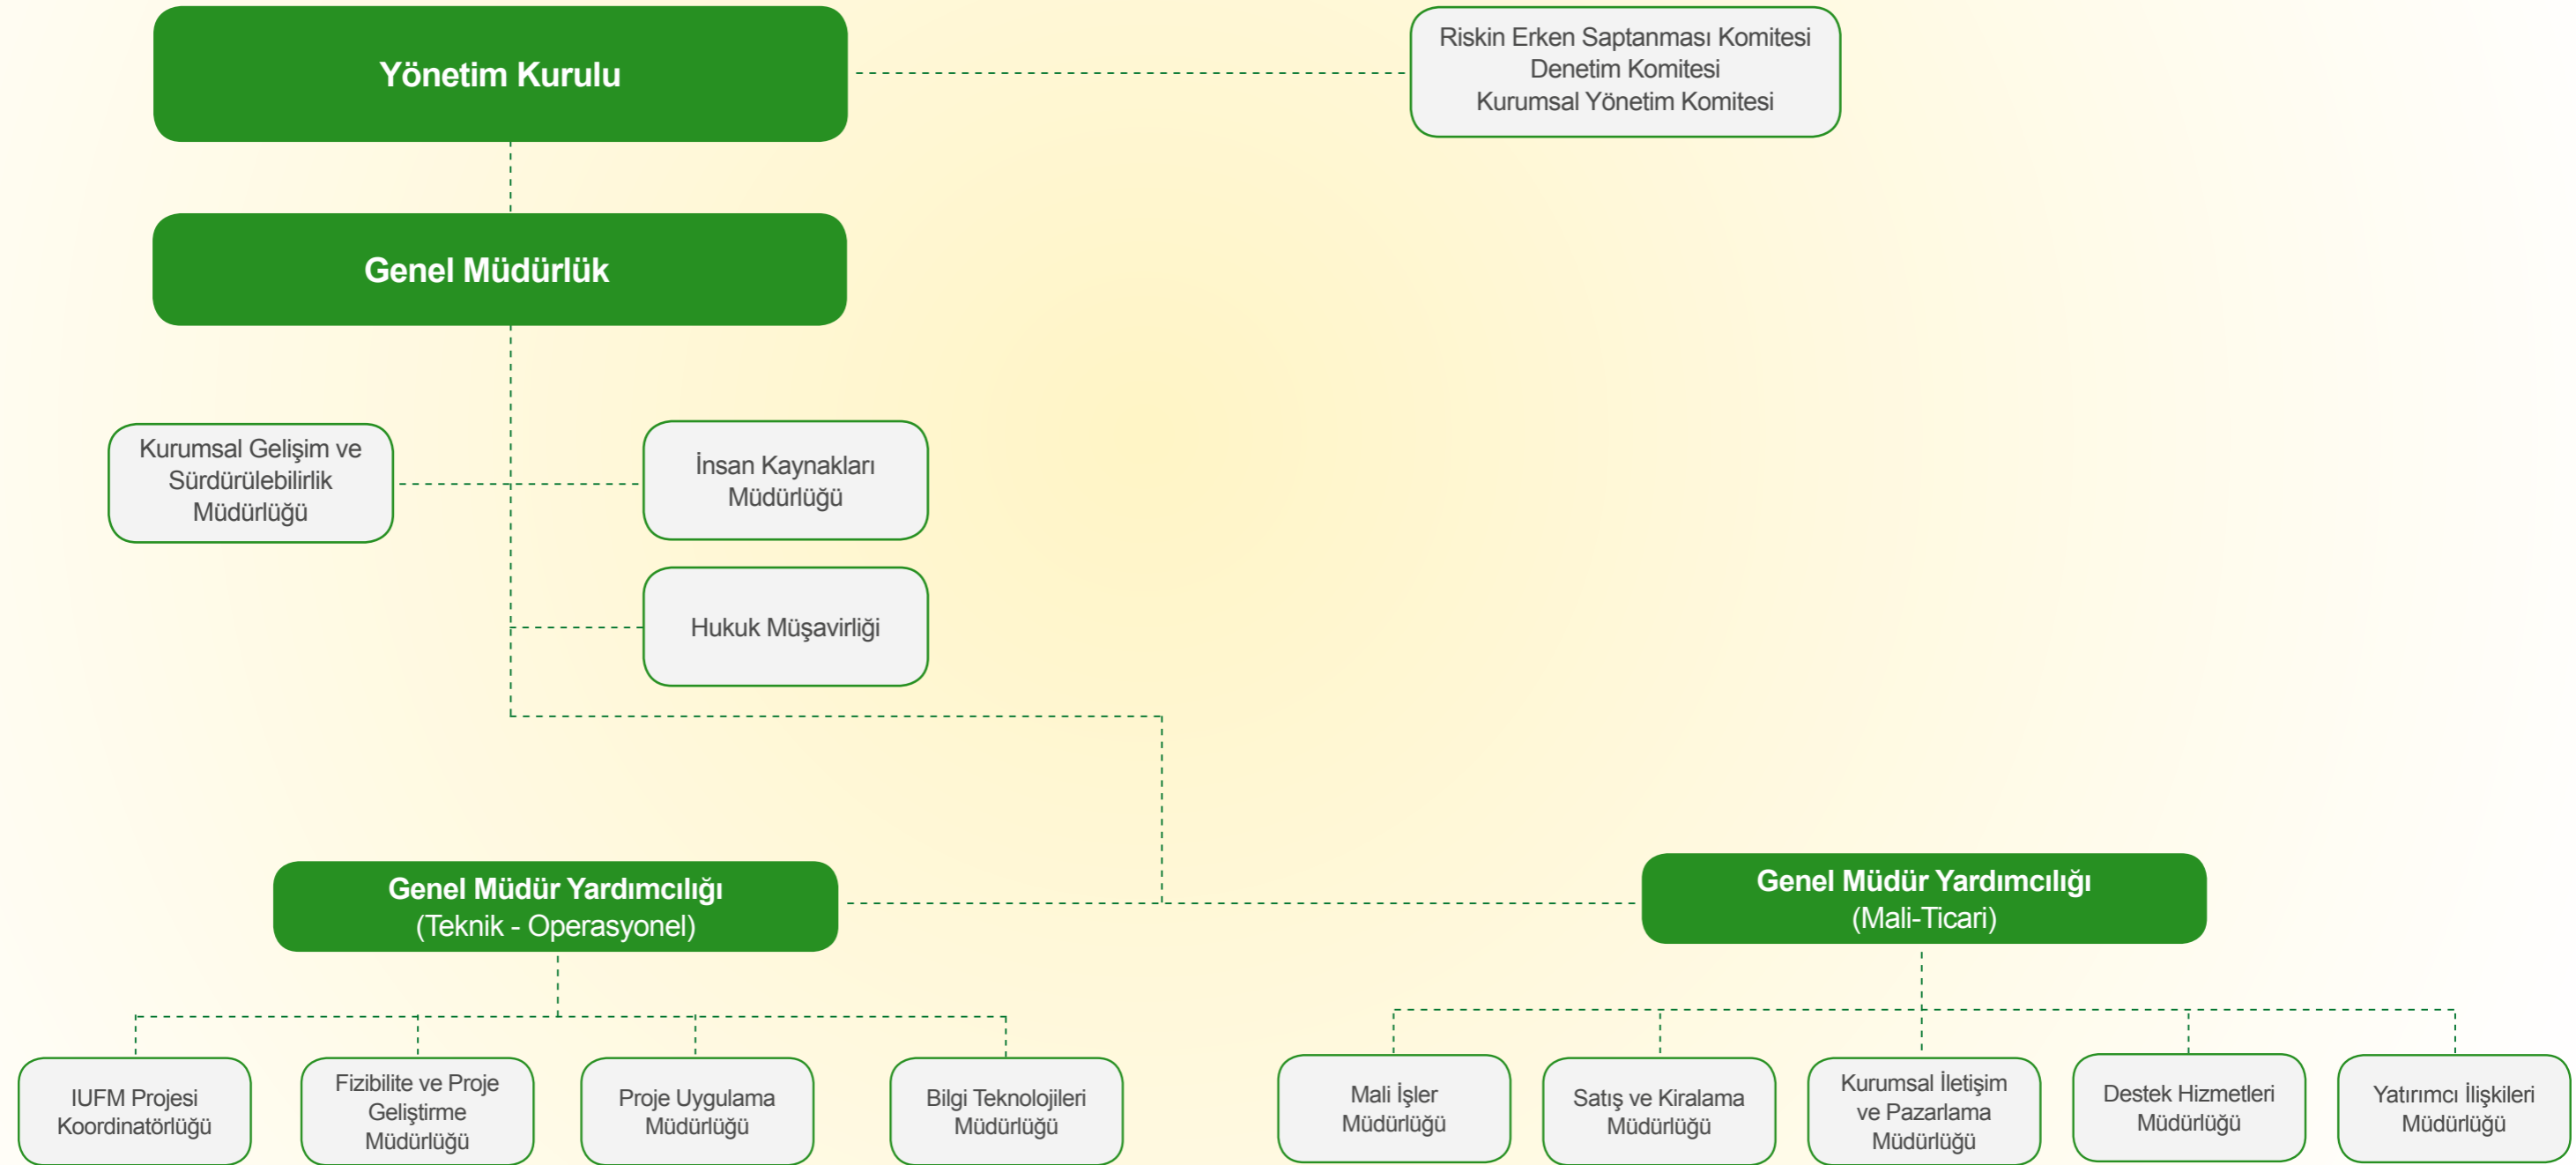 Yönetim Kurulu
Riskin Erken Saptanması Komitesi
Denetim Komitesi
Kurumsal Yönetim Komitesi
Genel Müdürlük
Kurumsal Gelişim ve
Sürdürülebilirlik
Müdürlüğü
İnsan Kaynakları
Müdürlüğü
Hukuk Müşavirliği
Genel Müdür Yardımcılığı
(Teknik - Operasyonel)
Genel Müdür Yardımcılığı
(Mali-Ticari)
IUFM Projesi
Koordinatörlüğü
Fizibilite ve Proje
Geliştirme
Müdürlüğü
Proje Uygulama
Müdürlüğü
Bilgi Teknolojileri
Müdürlüğü
Mali İşler
Müdürlüğü
Satış ve Kiralama
Müdürlüğü
Kurumsal İletişim
ve Pazarlama
Müdürlüğü
Destek Hizmetleri
Müdürlüğü
Yatırımcı İlişkileri
Müdürlüğü